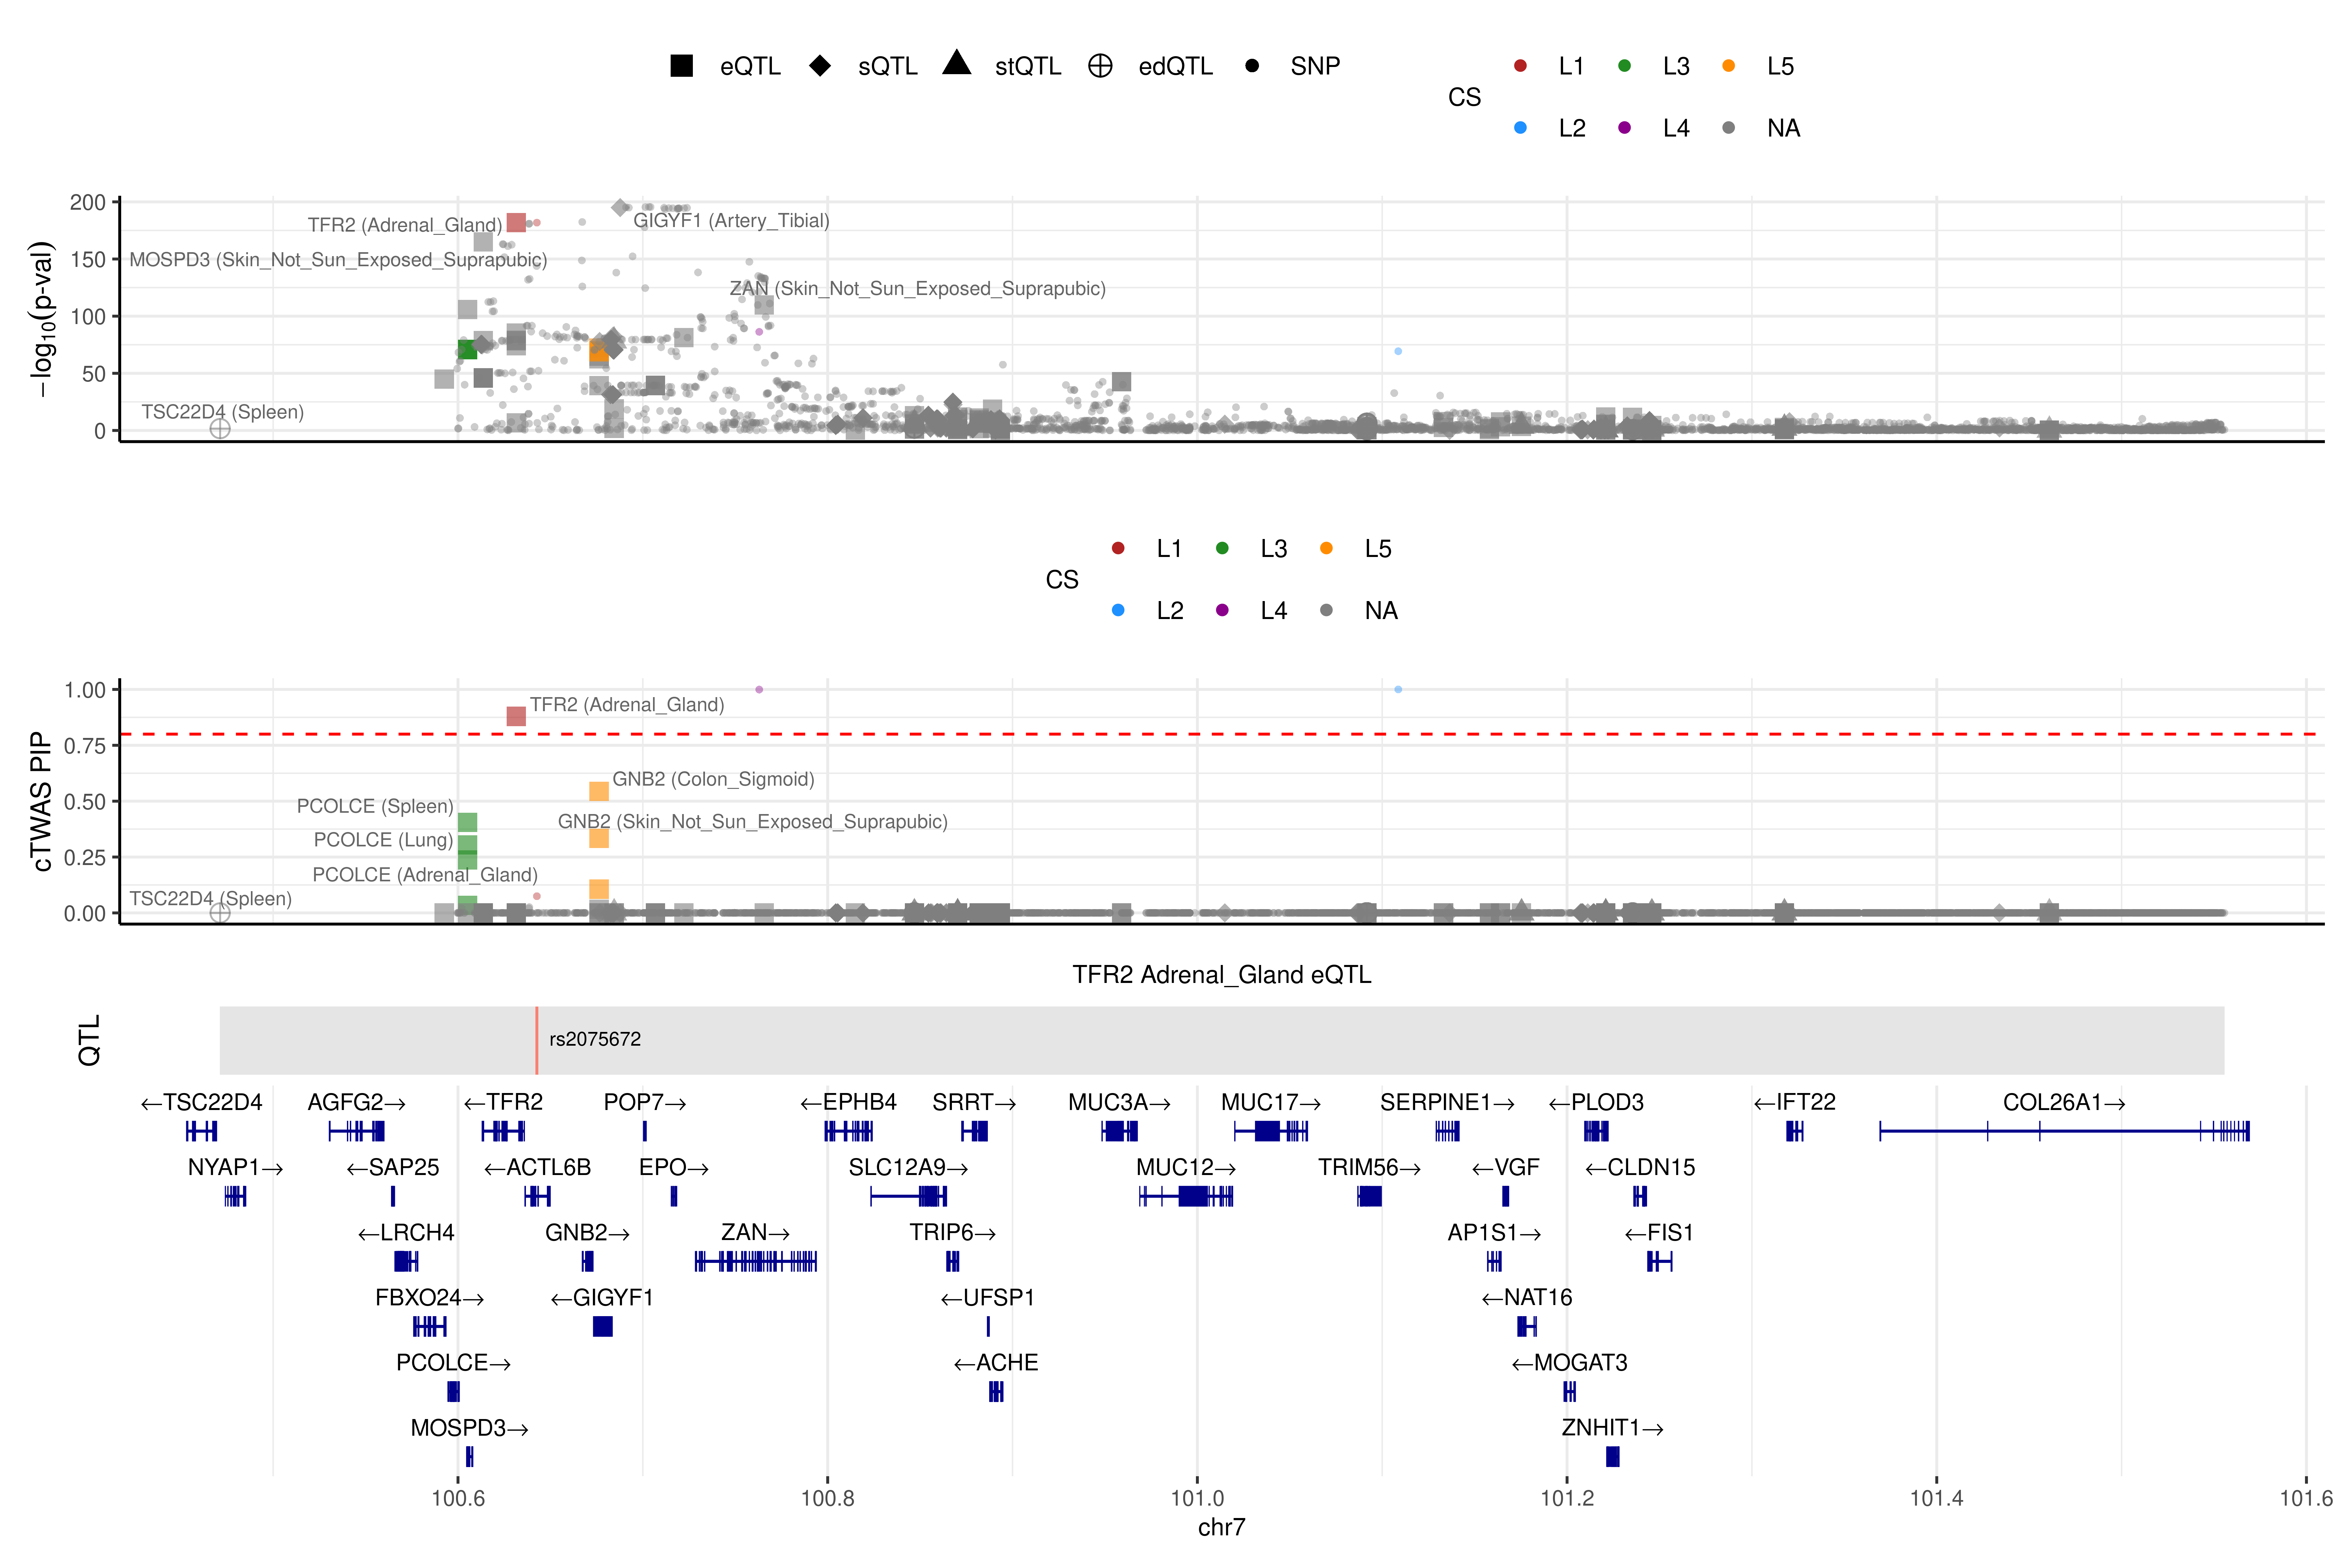 eQTL sQTL stQTL edQTL SNP
CS
L1 L3 L5
L2 L4 NA
−log10(p-val)
200
150
100
50
0
TFR2 (Adrenal_Gland)
GIGYF1 (Artery_Tibial)
MOSPD3 (Skin_Not_Sun_Exposed_Suprapubic)
ZAN (Skin_Not_Sun_Exposed_Suprapubic)
TSC22D4 (Spleen)
CS
L1 L3 L5
L2 L4 NA
cTWAS PIP
1.00
0.75
0.50
0.25
0.00
TFR2 (Adrenal_Gland)
GNB2 (Colon_Sigmoid)
PCOLCE (Spleen)
GNB2 (Skin_Not_Sun_Exposed_Suprapubic)
PCOLCE (Lung)
PCOLCE (Adrenal_Gland)
TSC22D4 (Spleen)
TFR2 Adrenal_Gland eQTL
QTL
rs2075672
←TSC22D4 AGFG2→ ←TFR2 POP7→ ←EPHB4 SRRT→ MUC3A→ MUC17→ SERPINE1→ ←PLOD3 ←IFT22 COL26A1→
NYAP1→ ←SAP25 ←ACTL6B EPO→ SLC12A9→ MUC12→ TRIM56→ ←VGF ←CLDN15
←LRCH4 GNB2→ ZAN→ TRIP6→ AP1S1→ ←FIS1
FBXO24→ ←GIGYF1 ←UFSP1 ←NAT16
PCOLCE→ ←ACHE ←MOGAT3
MOSPD3→ ZNHIT1→
100.6 100.8 101.0 101.2 101.4 101.6
chr7